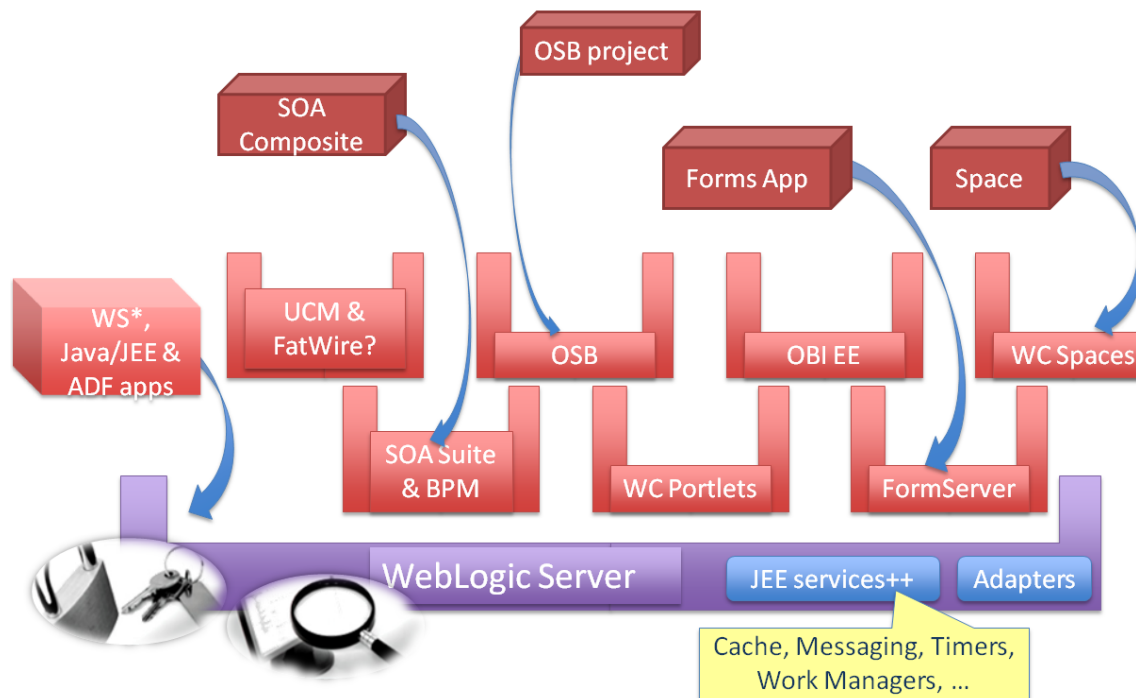 OSB project
SOA
Composite
Forms App
Space
WS*,
Java/JEE &
ADF apps
UCM &
FatWire?
OSB
OBI EE
WC Spaces
SOA Suite
& BPM
WC Portlets
FormServer
WebLogic Server
JEE services++
Adapters
Cache, Messaging, Timers,
Work Managers, ...